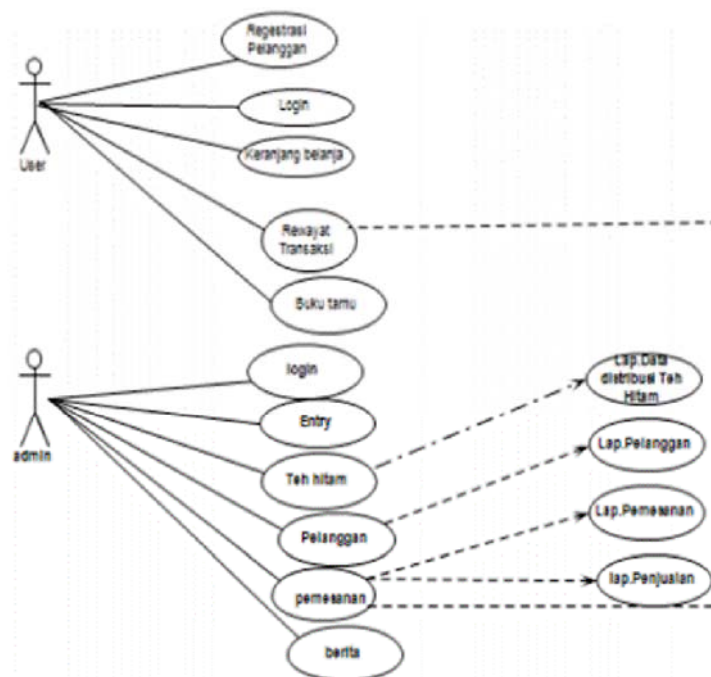 Regestrasi
Pelanggan
Login
Keranjang belanja
User
Rewayat
Transaksi
Buku tamu
login
Lap.Data
distribusi Teh
Hitam
Entry
admin
Teh hitam
Lap.Pelanggan
Pelanggan
Lap.Pemesanan
pemesanan
lap.Penjualan
berita